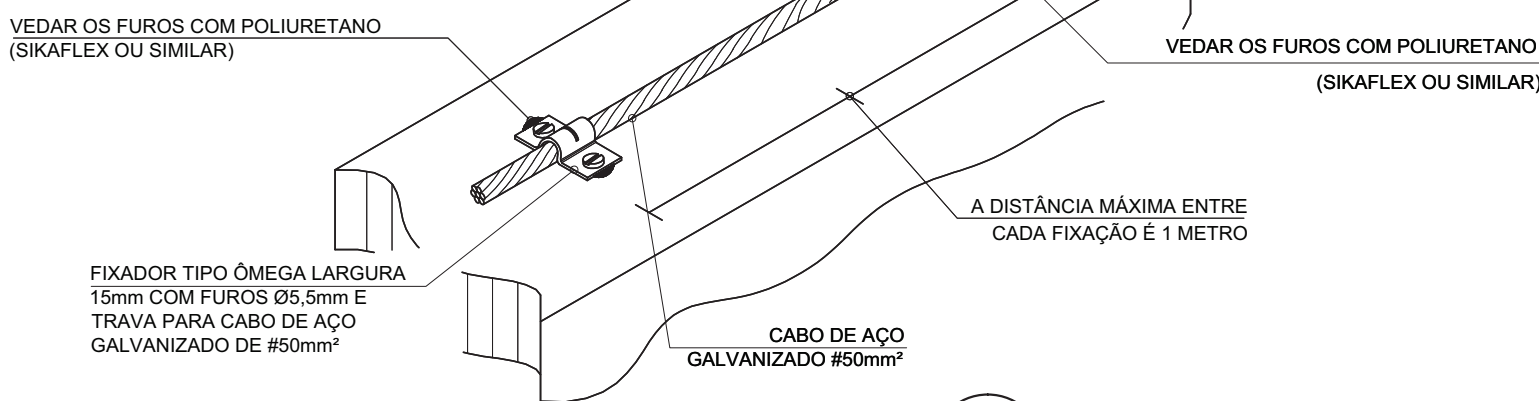 VEDAR OS FUROS COM POLIURETANO
(SIKAFLEX OU SIMILAR)
VEDAR OS FUROS COM POLIURETANO
(SIKAFLEX OU SIMILAR)
A DISTÂNCIA MÁXIMA ENTRE
CADA FIXAÇÃO É 1 METRO
FIXADOR TIPO ÔMEGA LARGURA
15mm COM FUROS Ø5,5mm E
TRAVA PARA CABO DE AÇO
GALVANIZADO DE #50mm²
CABO DE AÇO
GALVANIZADO #50mm²